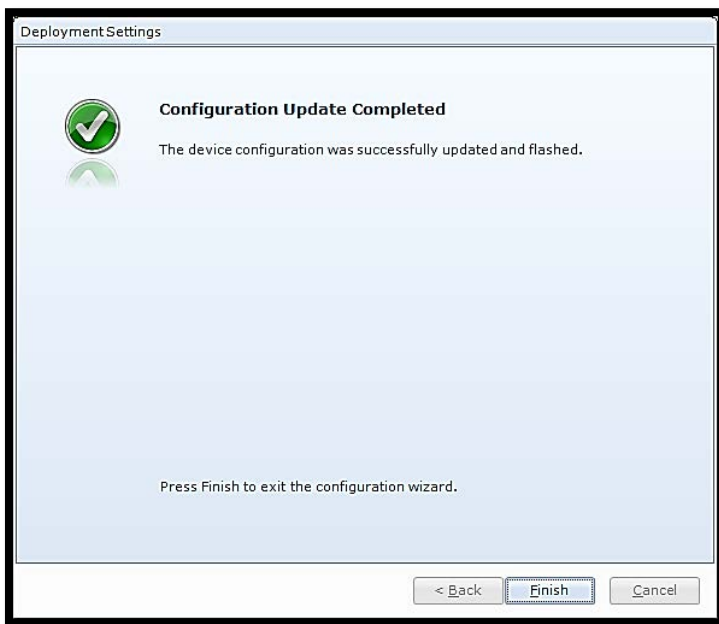 Deployment Settings
Configuration Update Completed
The device configuration was successfully updated and flashed.
Press Finish to exit the configuration wizard.
< Back Finish Cancel